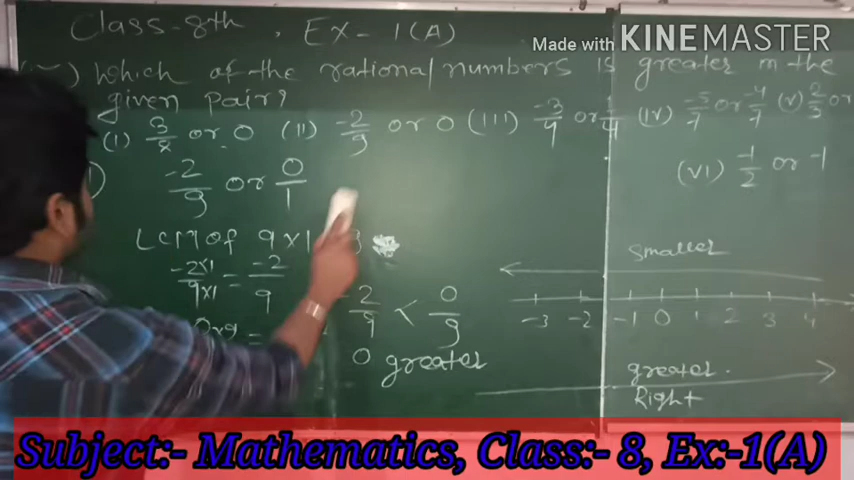 Class-8th , Ex-1(A)
Made with KINEMASTER
which of the rational numbers is greater in the
given pair?
(i) 3/8 or 0 (ii) -2/9 or 0 (iii) -3/4 or 1/4 (iv) -5/7 or -4/7 (v) 2/3 or
(vi) -1/2 or -1
-2/9 or 0/1
LCM of 9x1
-2x1/9x1 = -2/9
-2/9 < 0/9
0 greater
smaller
-3 -2 -1 0 1 2 3 4
greater.
Right
Subject:- Mathematics, Class:- 8, Ex:-1(A)